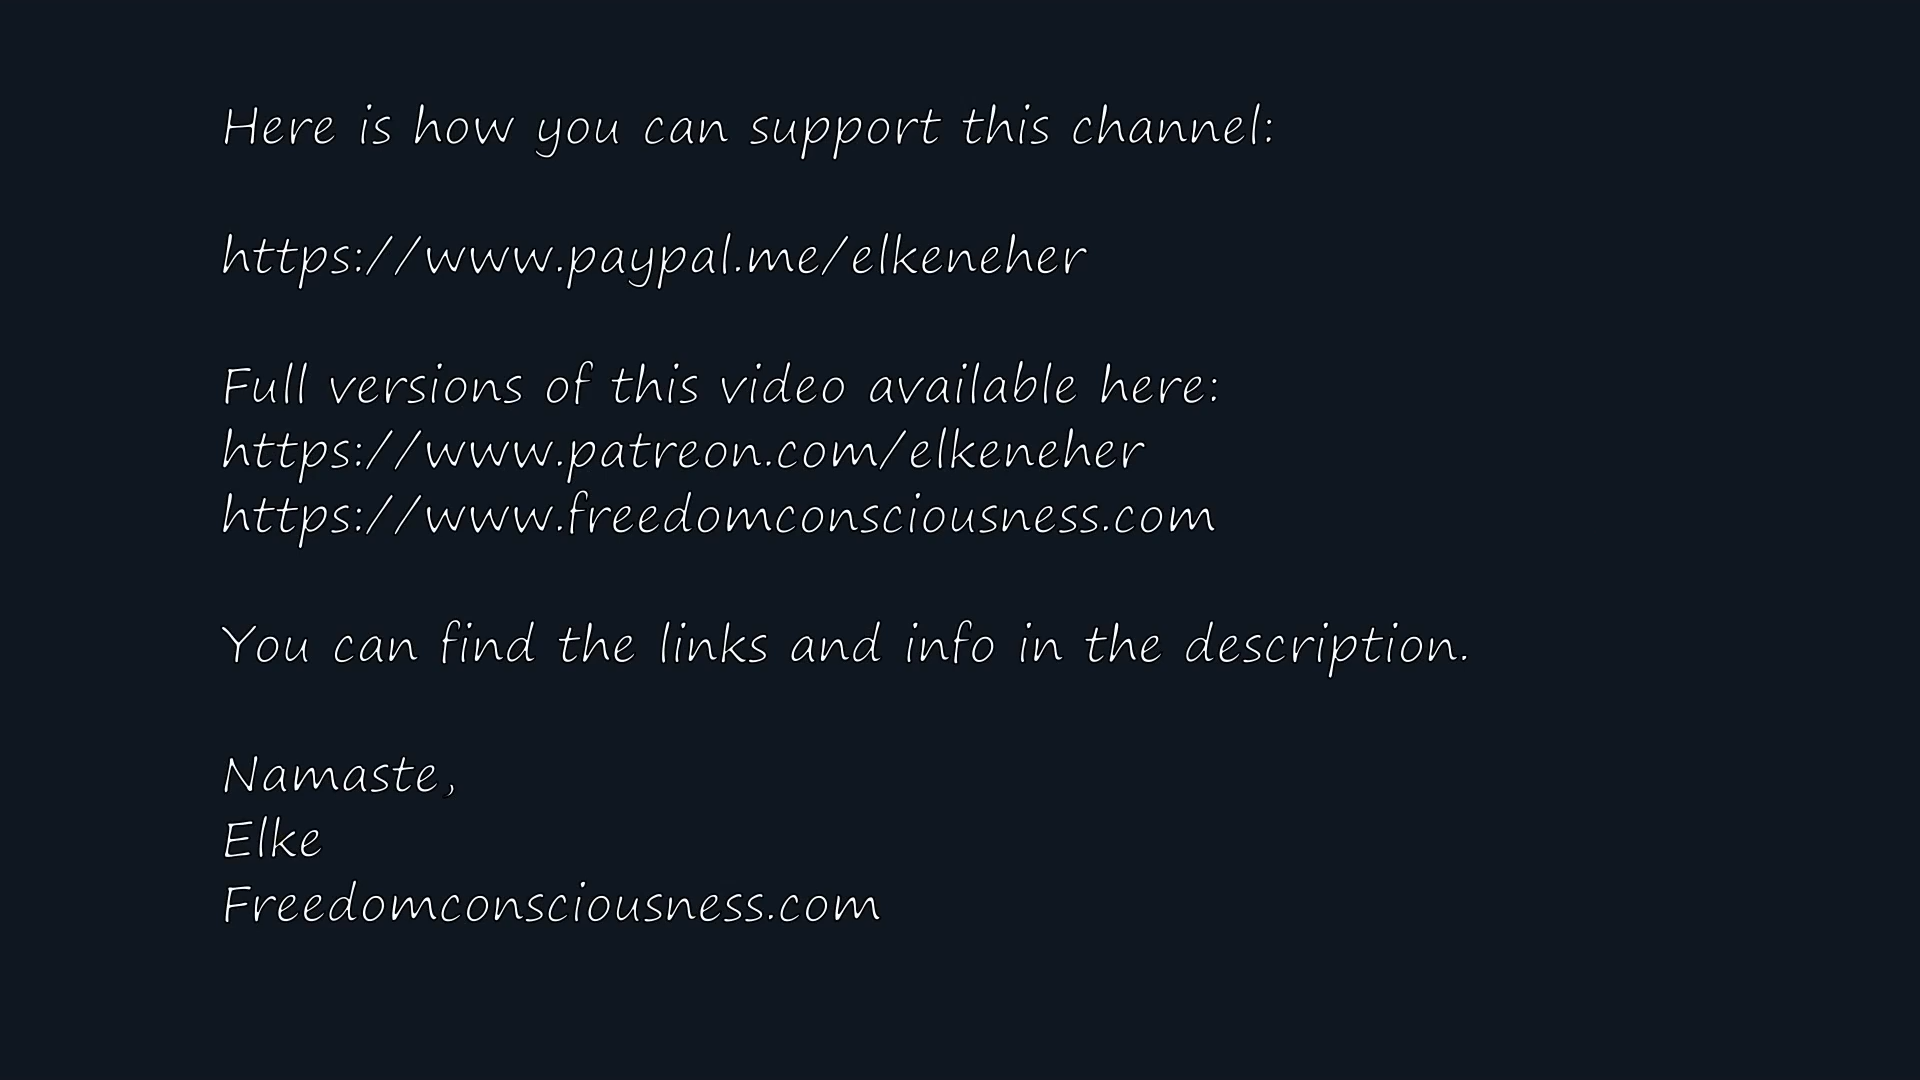 Here is how you can support this channel:
https://www.paypal.me/elkeneher
Full versions of this video available here:
https://www.patreon.com/elkeneher
https://www.freedomconsciousness.com
You can find the links and info in the description.
Namaste,
Elke
Freedomconsciousness.com